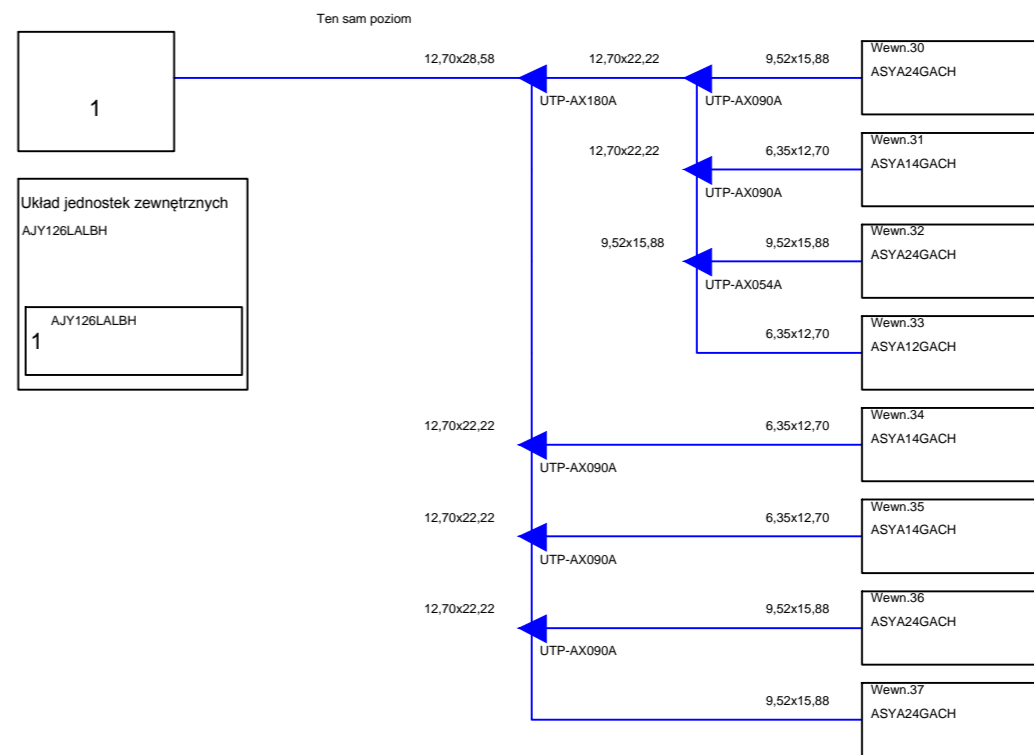 Ten sam poziom
12,70x28,58
12,70x22,22
9,52x15,88
Wewn.30
ASYA24GACH
1
UTP-AX180A
UTP-AX090A
12,70x22,22
6,35x12,70
Wewn.31
ASYA14GACH
UTP-AX090A
Układ jednostek zewnętrznych
AJY126LALBH
9,52x15,88
9,52x15,88
Wewn.32
ASYA24GACH
UTP-AX054A
AJY126LALBH
1
6,35x12,70
Wewn.33
ASYA12GACH
12,70x22,22
6,35x12,70
Wewn.34
ASYA14GACH
UTP-AX090A
12,70x22,22
6,35x12,70
Wewn.35
ASYA14GACH
UTP-AX090A
12,70x22,22
9,52x15,88
Wewn.36
ASYA24GACH
UTP-AX090A
9,52x15,88
Wewn.37
ASYA24GACH